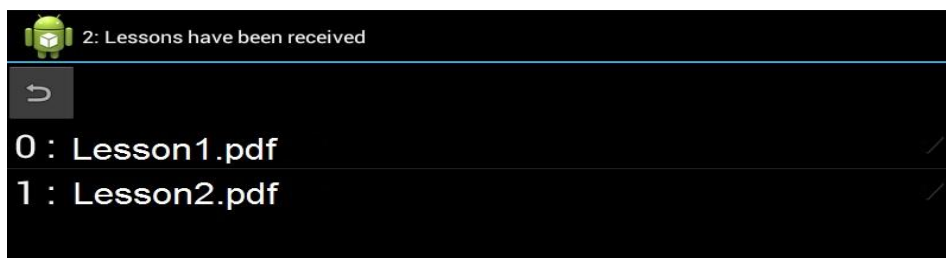 2: Lessons have been received
0 : Lesson1.pdf
1 : Lesson2.pdf